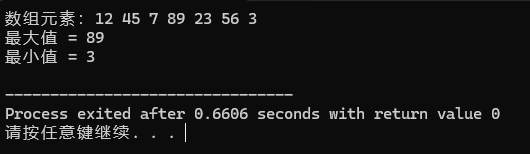 数组元素: 12 45 7 89 23 56 3
最大值 = 89
最小值 = 3
--------------------------------
Process exited after 0.6606 seconds with return value 0
请按任意键继续. . .